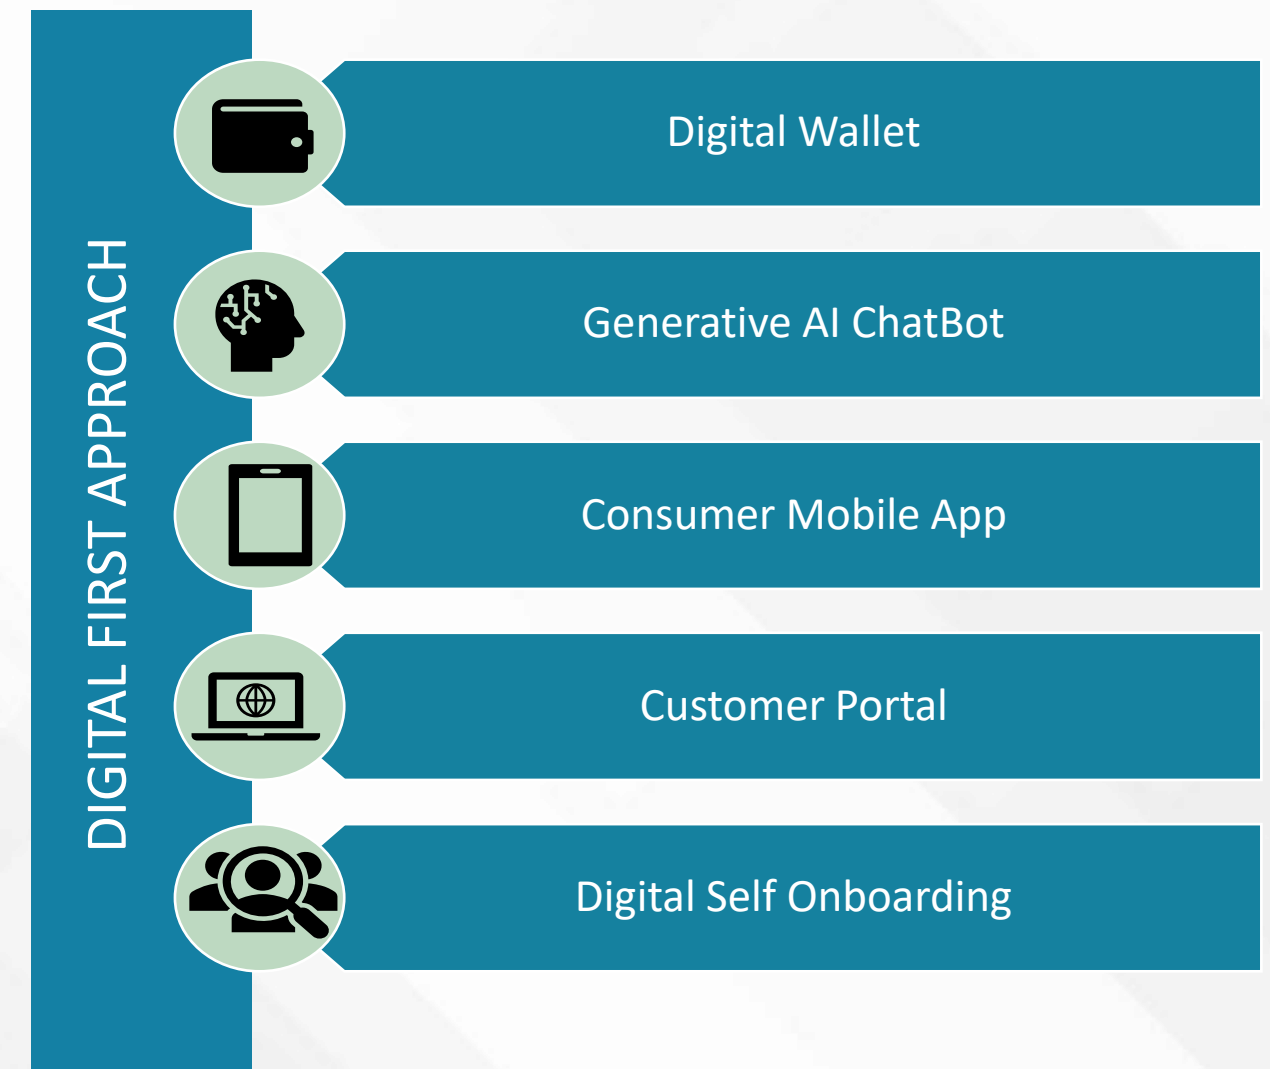 DIGITAL FIRST APPROACH
Digital Wallet
Generative AI ChatBot
Consumer Mobile App
Customer Portal
Digital Self Onboarding